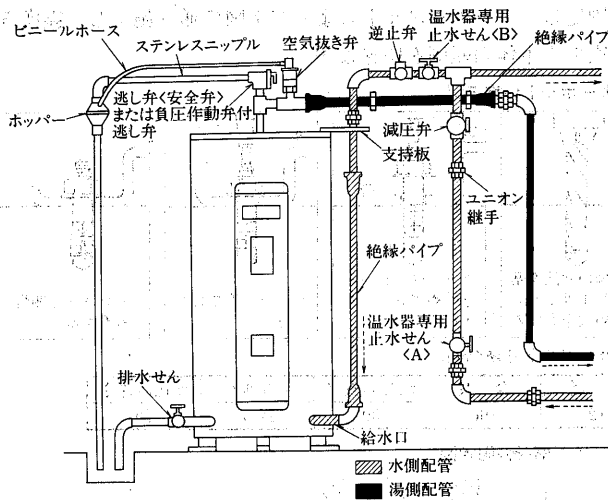 ビニールホース
ステンレスニップル
空気抜き弁
逆止弁
温水器専用
止水せん〈B〉
絶縁パイプ
ホッパー
逃し弁〈安全弁〉
または負圧作動弁付
逃し弁
減圧弁
支持板
ユニオン
継手
絶縁パイプ
温水器専用
止水せん
〈A〉
排水せん
給水口
水側配管
湯側配管